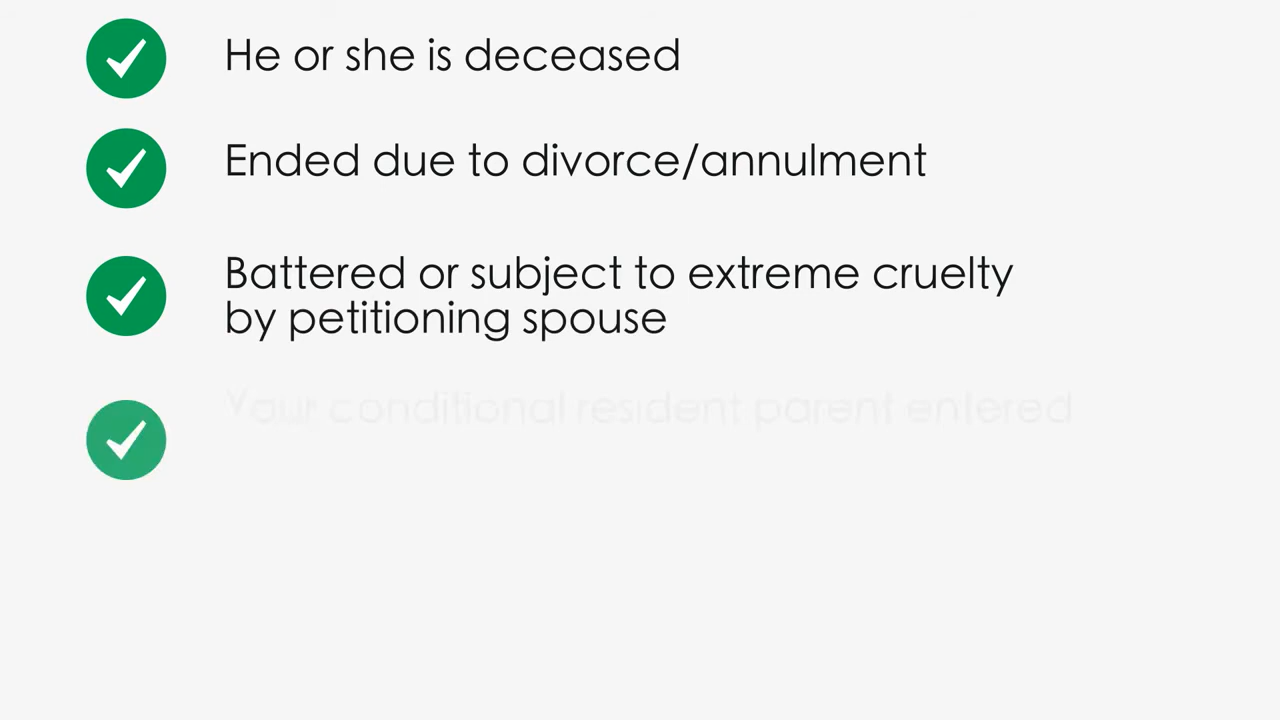 He or she is deceased
Ended due to divorce/annulment
Battered or subject to extreme cruelty
by petitioning spouse
Your conditional resident parent entered